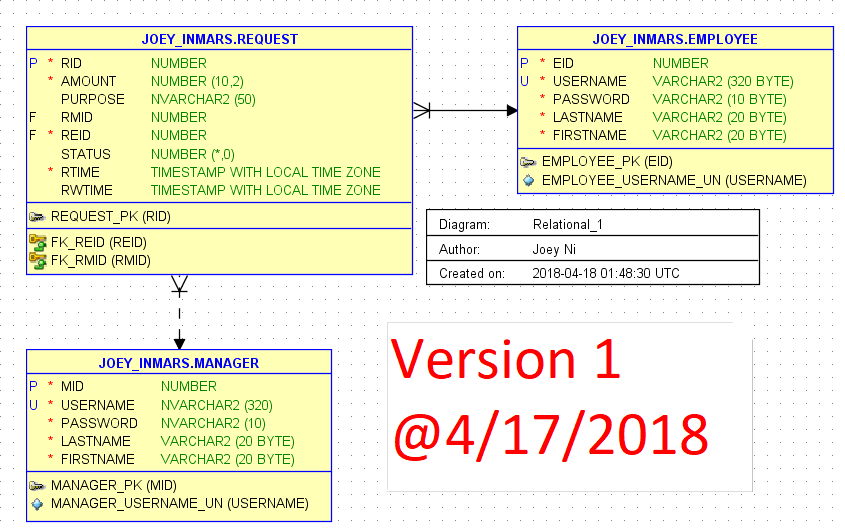 JOEY_INMARS.REQUEST
P * RID NUMBER
* AMOUNT NUMBER (10,2)
PURPOSE NVARCHAR2 (50)
F RMID NUMBER
F * REID NUMBER
STATUS NUMBER (*,0)
* RTIME TIMESTAMP WITH LOCAL TIME ZONE
RWTIME TIMESTAMP WITH LOCAL TIME ZONE
REQUEST_PK (RID)
FK_REID (REID)
FK_RMID (RMID)
JOEY_INMARS.EMPLOYEE
P * EID NUMBER
U * USERNAME VARCHAR2 (320 BYTE)
* PASSWORD VARCHAR2 (10 BYTE)
* LASTNAME VARCHAR2 (20 BYTE)
* FIRSTNAME VARCHAR2 (20 BYTE)
EMPLOYEE_PK (EID)
EMPLOYEE_USERNAME_UN (USERNAME)
Diagram: Relational_1
Author: Joey Ni
Created on: 2018-04-18 01:48:30 UTC
JOEY_INMARS.MANAGER
P * MID NUMBER
U * USERNAME NVARCHAR2 (320)
* PASSWORD NVARCHAR2 (10)
* LASTNAME VARCHAR2 (20 BYTE)
* FIRSTNAME VARCHAR2 (20 BYTE)
MANAGER_PK (MID)
MANAGER_USERNAME_UN (USERNAME)
Version 1
@4/17/2018